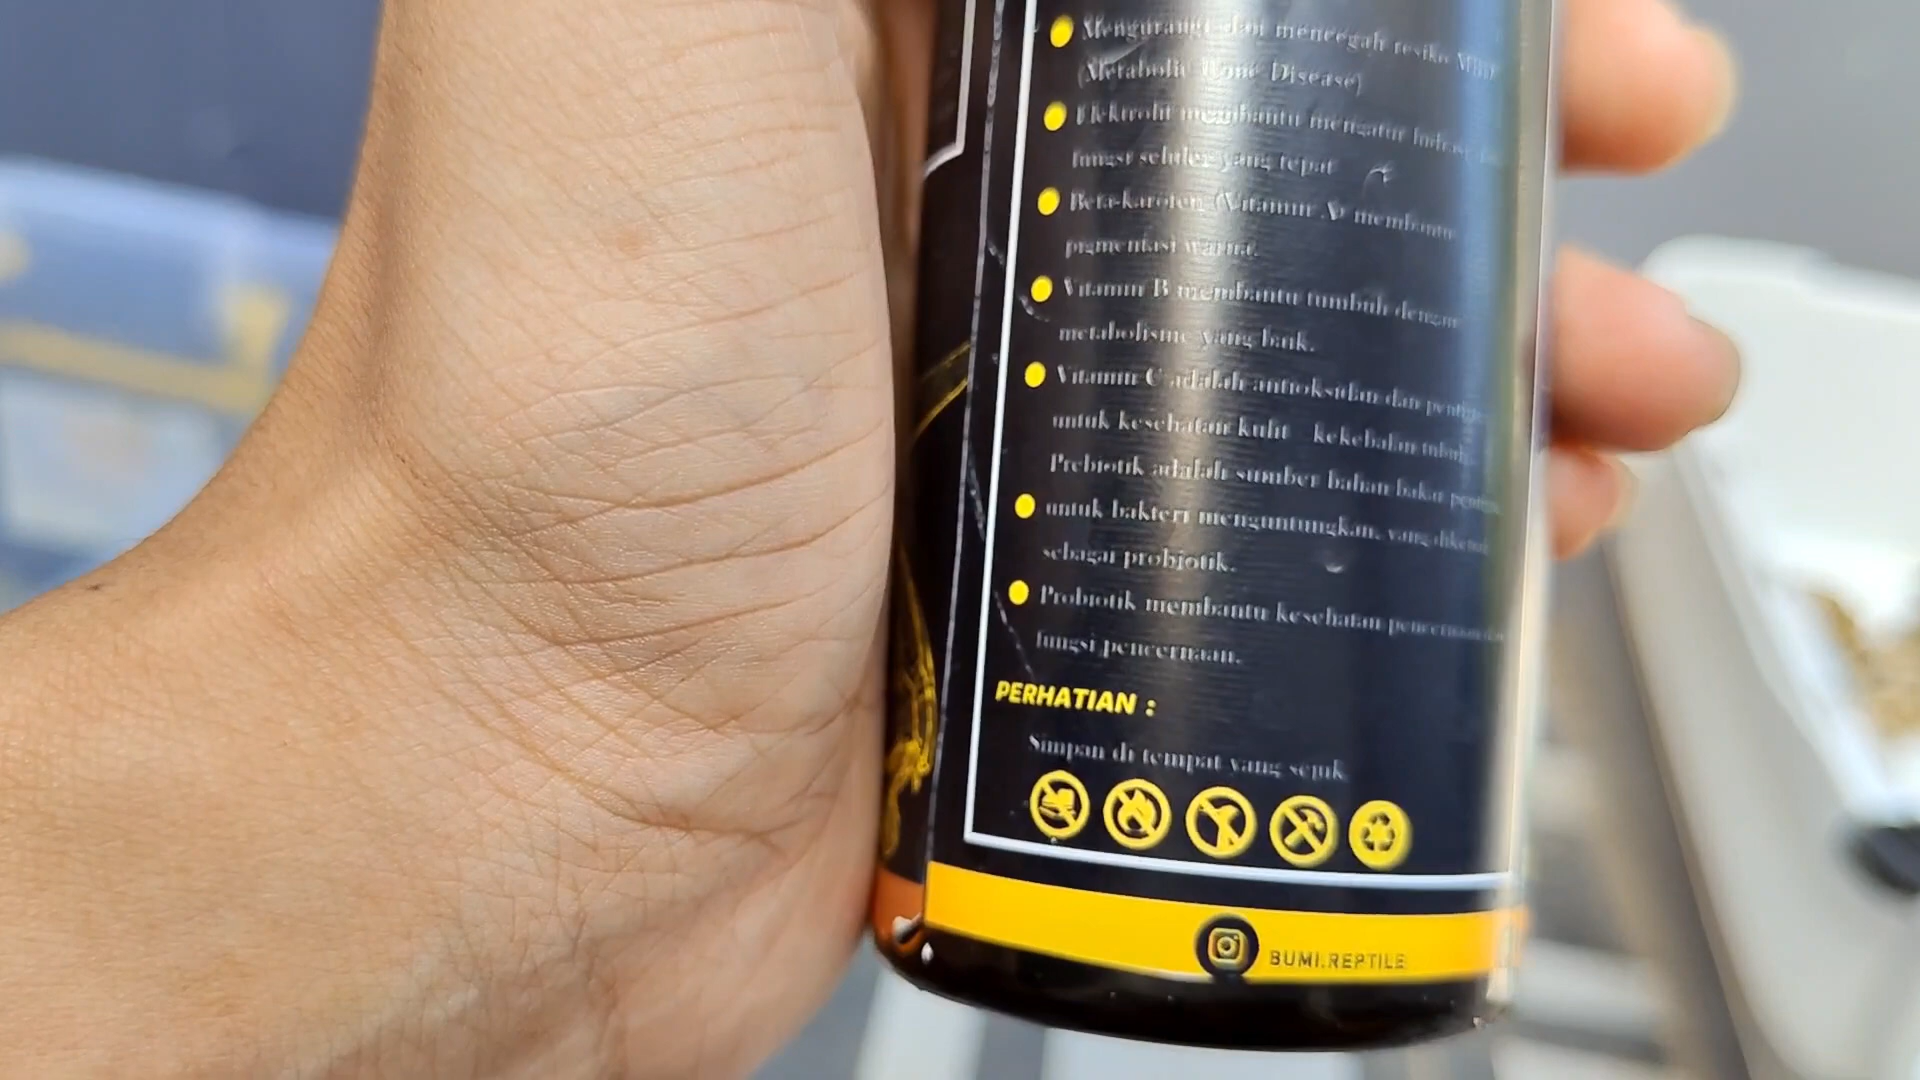 Mengurangi dan mencegah resiko MBD
(Metabolic Bone Disease)
Elektrolit membantu mengatur hidrasi
fungsi seluler yang tepat
Beta-karoten (Vitamin A) membantu
pigmentasi warna.
Vitamin B membantu tumbuh dengan
metabolisme yang baik.
Vitamin C adalah antioksidan dan penting
untuk kesehatan kulit kekebalan tubuh
Prebiotik adalah sumber bahan bakar
untuk bakteri menguntungkan, yang dikenal
sebagai probiotik.
Probiotik membantu kesehatan pencernaan
fungsi pencernaan.
PERHATIAN :
Simpan di tempat yang sejuk
BUMI.REPTILE